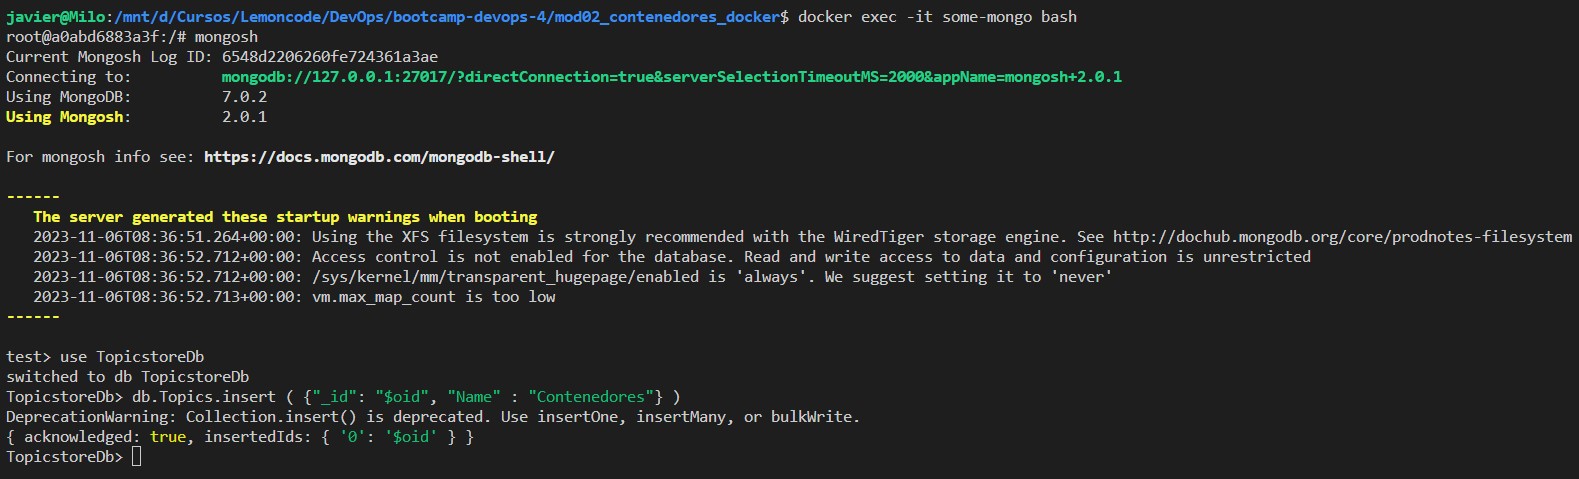 javier@Milo:/mnt/d/Cursos/Lemoncode/DevOps/bootcamp-devops-4/mod02_contenedores_docker$ docker exec -it some-mongo bash
root@a0abd6883a3f:/# mongosh
Current Mongosh Log ID: 6548d2206260fe724361a3ae
Connecting to:          mongodb://127.0.0.1:27017/?directConnection=true&serverSelectionTimeoutMS=2000&appName=mongosh+2.0.1
Using MongoDB:          7.0.2
Using Mongosh:          2.0.1
For mongosh info see: https://docs.mongodb.com/mongodb-shell/
------
   The server generated these startup warnings when booting
   2023-11-06T08:36:51.264+00:00: Using the XFS filesystem is strongly recommended with the WiredTiger storage engine. See http://dochub.mongodb.org/core/prodnotes-filesystem
   2023-11-06T08:36:52.712+00:00: Access control is not enabled for the database. Read and write access to data and configuration is unrestricted
   2023-11-06T08:36:52.712+00:00: /sys/kernel/mm/transparent_hugepage/enabled is 'always'. We suggest setting it to 'never'
   2023-11-06T08:36:52.713+00:00: vm.max_map_count is too low
------
test> use TopicstoreDb
switched to db TopicstoreDb
TopicstoreDb> db.Topics.insert ( {"_id": "$oid", "Name" : "Contenedores"} )
DeprecationWarning: Collection.insert() is deprecated. Use insertOne, insertMany, or bulkWrite.
{ acknowledged: true, insertedIds: { '0': '$oid' } }
TopicstoreDb>